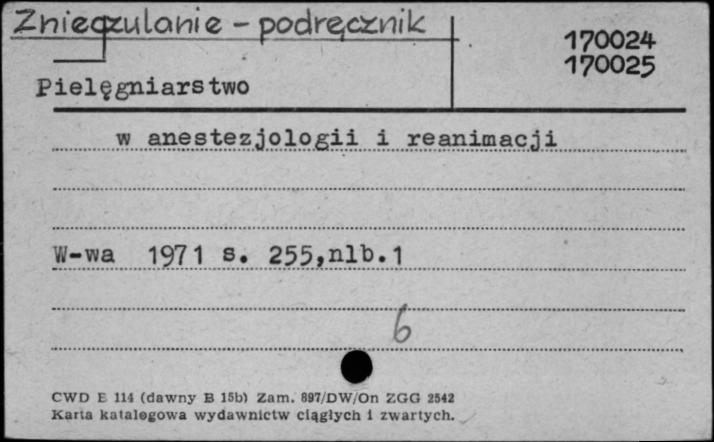 Znieczulanie - podręcznik
170024
170025
Pielęgniarstwo
w anestezjologii i reanimacji
W-wa 1971 s. 255,nlb.1
6
CWD E 114 (dawny B 15b) Zam. 897/DW/On ZGG 2542
Karta katalogowa wydawnictw ciągłych i zwartych.